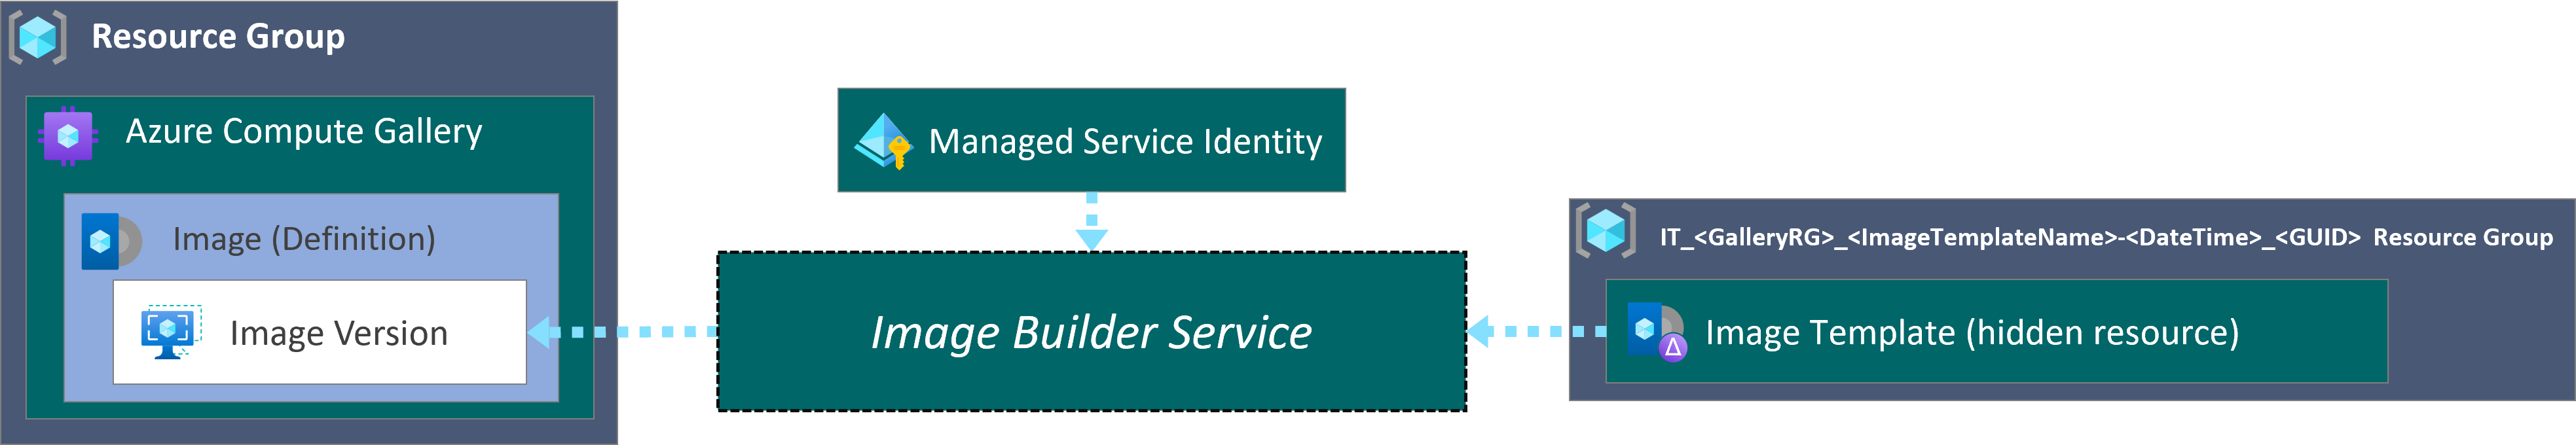 Resource Group
Azure Compute Gallery
Image (Definition)
Image Version
Managed Service Identity
Image Builder Service
IT_<GalleryRG>_<ImageTemplateName>-<DateTime>_<GUID> Resource Group
Image Template (hidden resource)